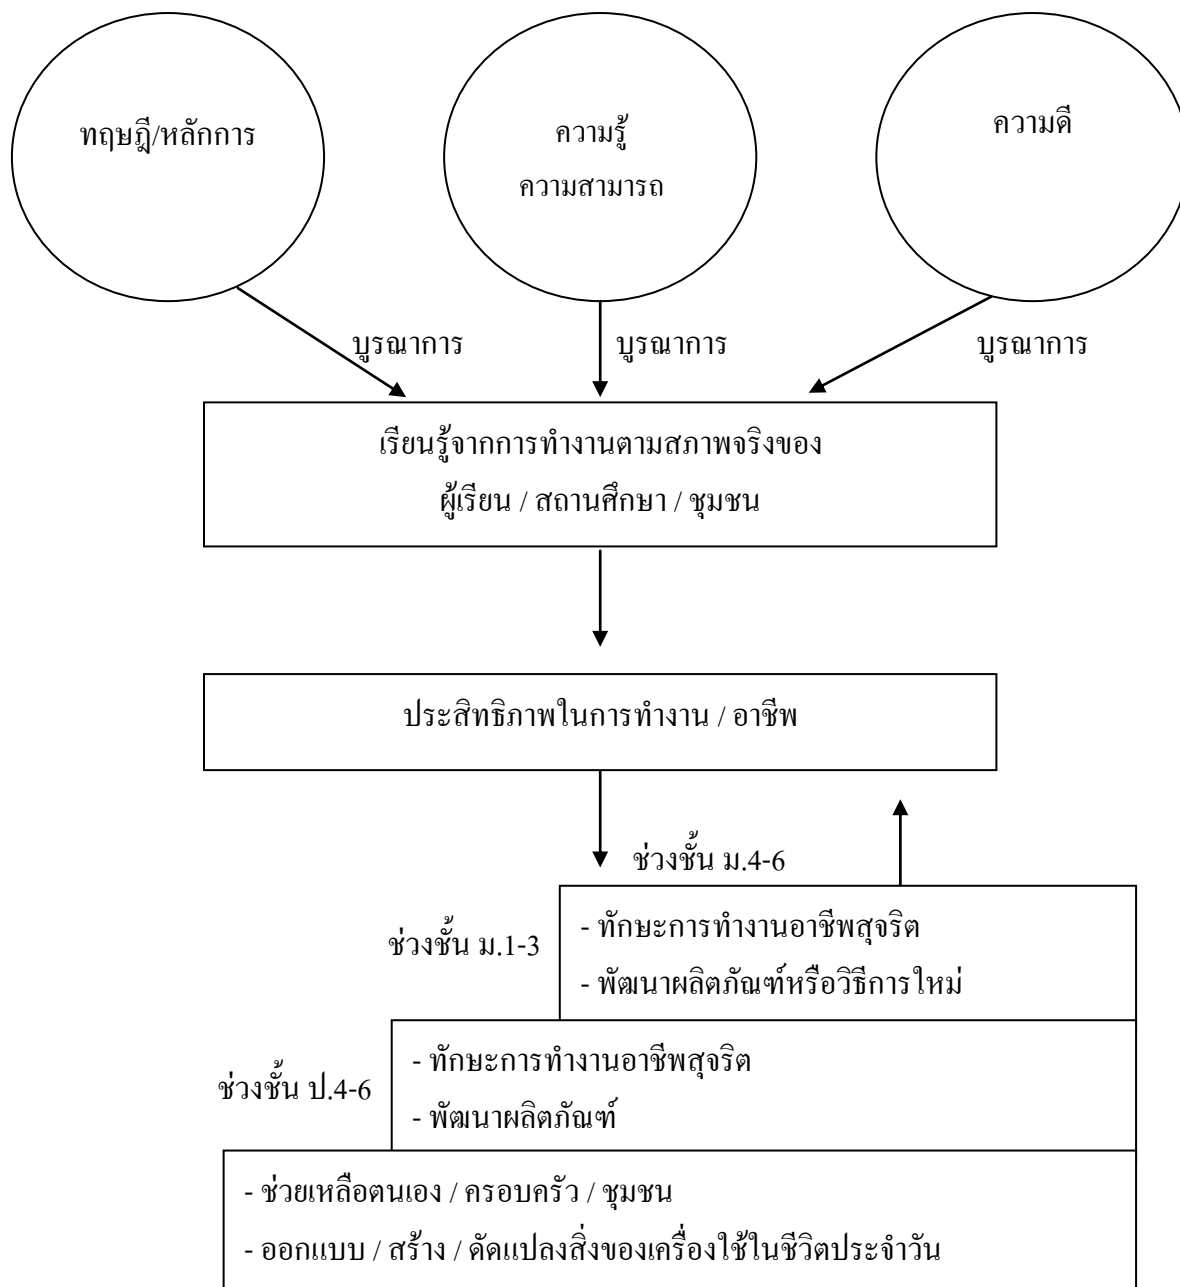 ทฤษฎี/หลักการ
ความรู้
ความสามารถ
ความดี
บูรณาการ
บูรณาการ
บูรณาการ
เรียนรู้จากการทำงานตามสภาพจริงของ
ผู้เรียน / สถานศึกษา / ชุมชน
ประสิทธิภาพในการทำงาน / อาชีพ
ช่วงชั้น ม.4-6
- ทักษะการทำงานอาชีพสุจริต
ช่วงชั้น ม.1-3
- พัฒนาผลิตภัณฑ์หรือวิธีการใหม่
- ทักษะการทำงานอาชีพสุจริต
ช่วงชั้น ป.4-6
- พัฒนาผลิตภัณฑ์
- ช่วยเหลือตนเอง / ครอบครัว / ชุมชน
- ออกแบบ / สร้าง / ดัดแปลงสิ่งของเครื่องใช้ในชีวิตประจำวัน